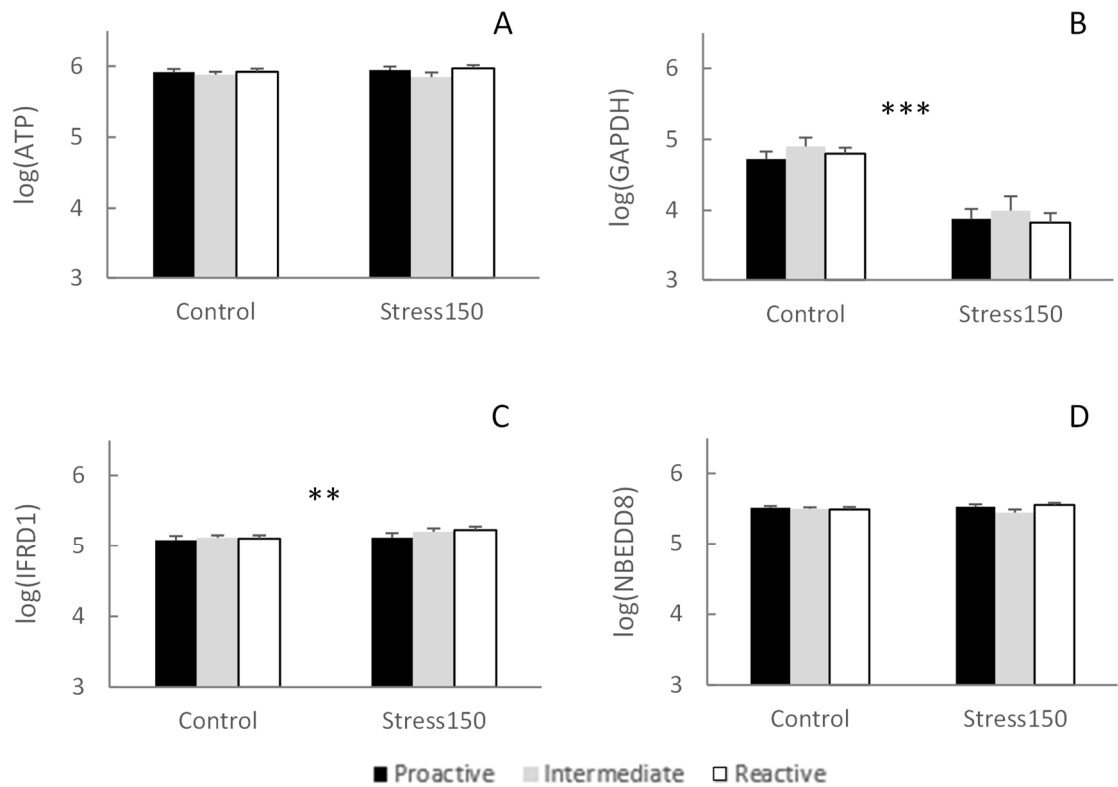 A
6
5
4
3
log(ATP)
Control Stress150
B
6
5
4
3
log(GAPDH)
***
Control Stress150
C
6
5
4
3
log(IFRD1)
**
Control Stress150
D
6
5
4
3
log(NBEDD8)
Control Stress150
Proactive Intermediate Reactive